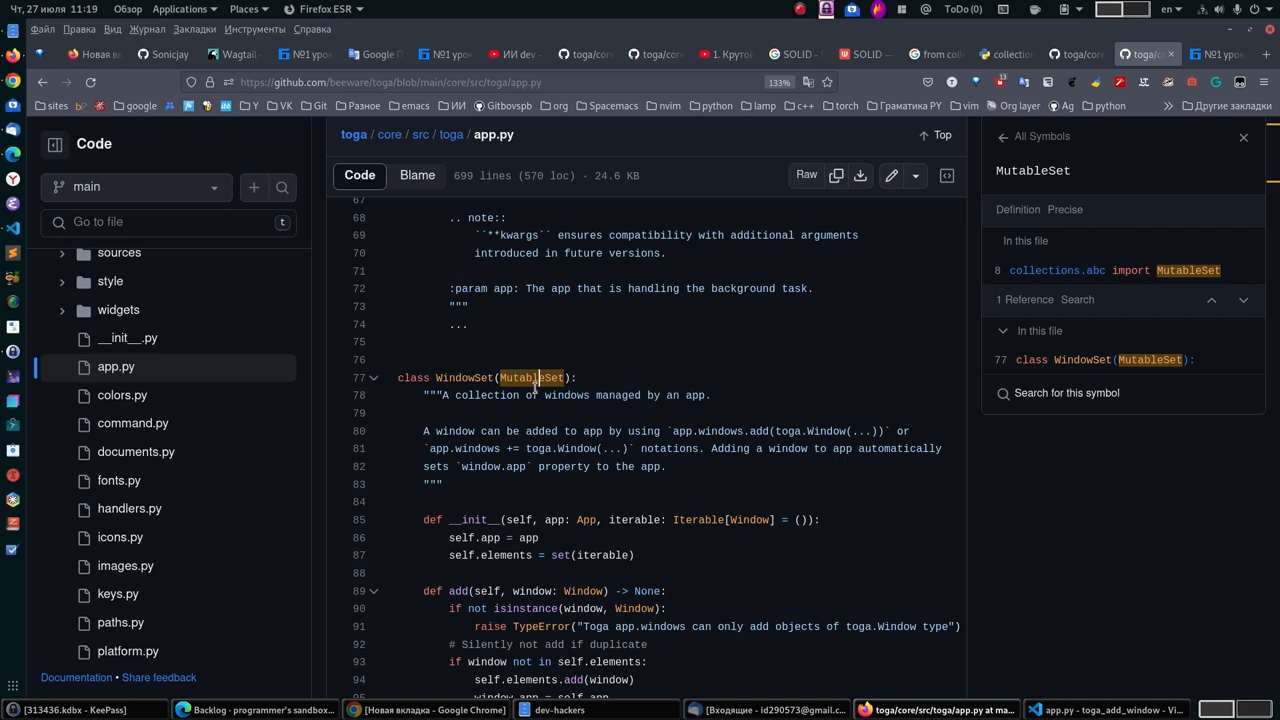 Чт, 27 июля 11:19
Обзор
Applications
Places
Firefox ESR
ToDo (0)
en
Файл Правка Вид Журнал Закладки Инструменты Справка
Новая вк
Sonicjay
Wagtail -
№1 урок
Google П
№1 урок
ИИ dev -
toga/core
toga/core
1. Круто
SOLID -
SOLID —
from coll
collection
toga/core
toga/c
№1 урок
https://github.com/beeware/toga/blob/main/core/src/toga/app.py
133%
sites
google
Y
VK
Git
Разное
emacs
ИИ
Gitbovspb
org
Spacemacs
nvim
python
lamp
c++
torch
Граматика РY
vim
Org layer
Ag
python
Другие закладки
Code
main
Go to file
t
sources
style
widgets
__init__.py
app.py
colors.py
command.py
documents.py
fonts.py
handlers.py
icons.py
images.py
keys.py
paths.py
platform.py
Documentation • Share feedback
toga / core / src / toga / app.py
Top
Code Blame 699 lines (570 loc) · 24.6 KB
Raw
67
68 .. note::
69 ``**kwargs`` ensures compatibility with additional arguments
70 introduced in future versions.
71
72 :param app: The app that is handling the background task.
73 """
74 ...
75
76
77 class WindowSet(MutableSet):
78 """A collection of windows managed by an app.
79
80 A window can be added to app by using `app.windows.add(toga.Window(...))` or
81 `app.windows += toga.Window(...)` notations. Adding a window to app automatically
82 sets `window.app` property to the app.
83 """
84
85 def __init__(self, app: App, iterable: Iterable[Window] = ()):
86 self.app = app
87 self.elements = set(iterable)
88
89 def add(self, window: Window) -> None:
90 if not isinstance(window, Window):
91 raise TypeError("Toga app.windows can only add objects of toga.Window type")
92 # Silently not add if duplicate
93 if window not in self.elements:
94 self.elements.add(window)
95 window.app = self.app
All Symbols
MutableSet
Definition Precise
In this file
8 collections.abc import MutableSet
1 Reference Search
In this file
77 class WindowSet(MutableSet):
Search for this symbol
[313436.kdbx - KeePass]
Backlog · programmer's sandbox...
[Новая вкладка - Google Chrome]
dev-hackers
[Входящие - id290573@gmail.c...
toga/core/src/toga/app.py at ma...
app.py - toga_add_window - Vi...